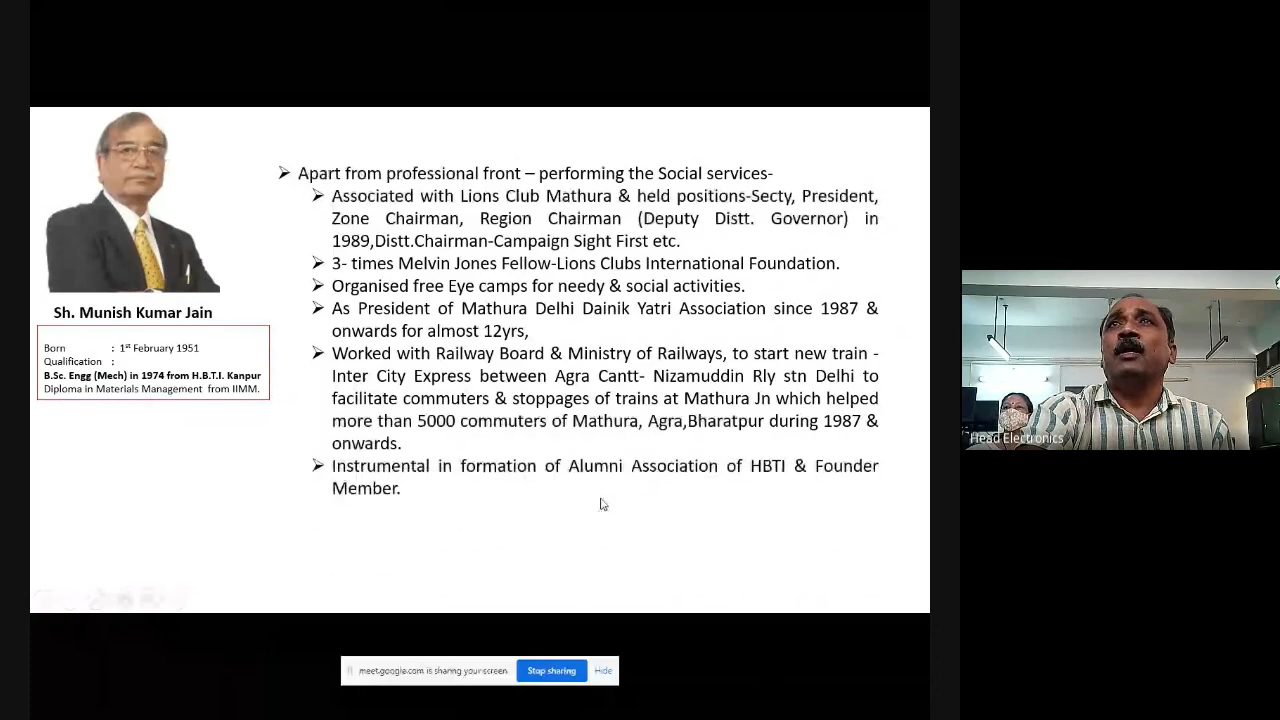 Apart from professional front – performing the Social services-
Associated with Lions Club Mathura & held positions-Secty, President,
Zone Chairman, Region Chairman (Deputy Distt. Governor) in
1989,Distt.Chairman-Campaign Sight First etc.
3- times Melvin Jones Fellow-Lions Clubs International Foundation.
Organised free Eye camps for needy & social activities.
As President of Mathura Delhi Dainik Yatri Association since 1987 &
onwards for almost 12yrs,
Worked with Railway Board & Ministry of Railways, to start new train -
Inter City Express between Agra Cantt- Nizamuddin Rly stn Delhi to
facilitate commuters & stoppages of trains at Mathura Jn which helped
more than 5000 commuters of Mathura, Agra,Bharatpur during 1987 &
onwards.
Instrumental in formation of Alumni Association of HBTI & Founder
Member.
Sh. Munish Kumar Jain
Born : 1st February 1951
Qualification :
B.Sc. Engg (Mech) in 1974 from H.B.T.I. Kanpur
Diploma in Materials Management from IIMM.
Head Electronics
meet.google.com is sharing your screen. Stop sharing Hide